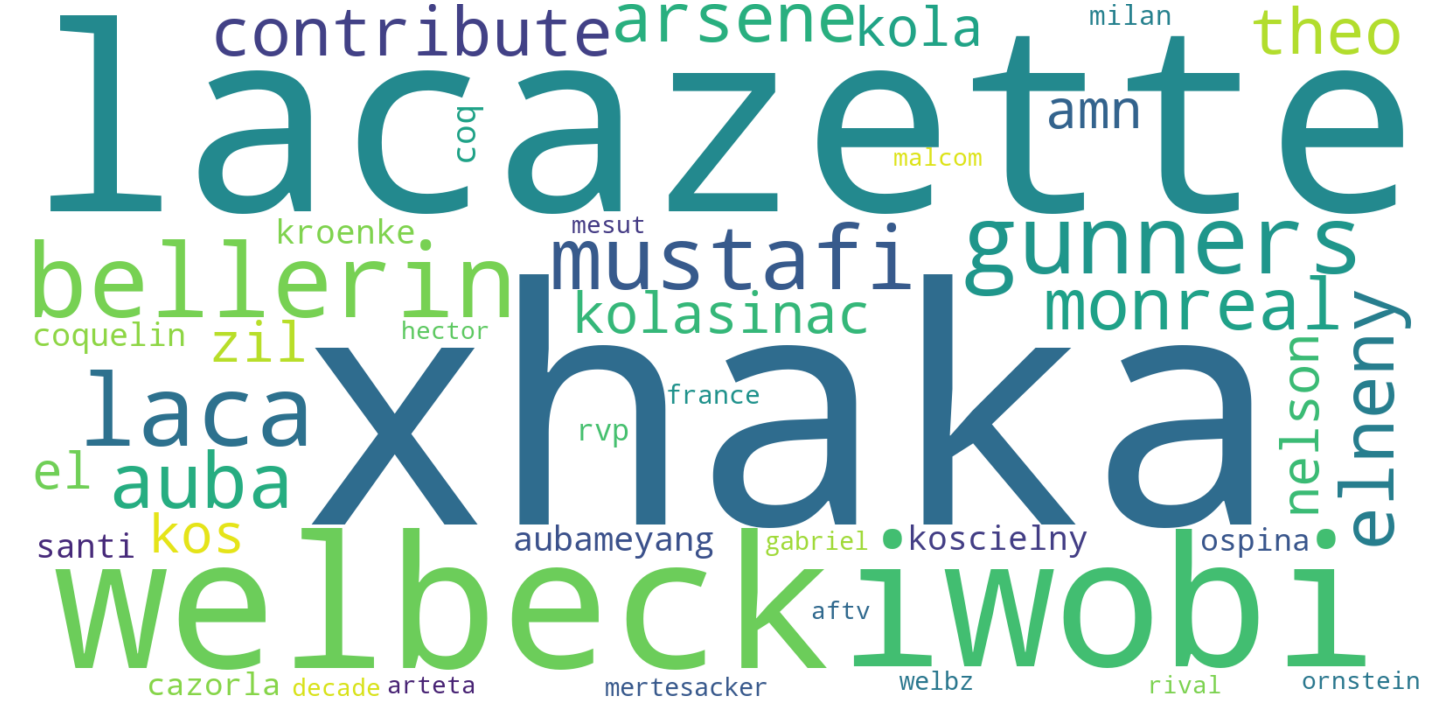 contribute
arsene
kola
milan
theo
lacazette
coq
amn
malcom
kroenke
mesut
gunners
bellerin
mustafi
coquelin
zil
hector
kolasinac
monreal
elneny
laca
xhaka
france
rvp
nelson
el
auba
santi
kos
aubameyang
gabriel
koscielny
ospina
welbeck
iwobi
aftv
cazorla
decade
arteta
mertesacker
welbz
rival
ornstein